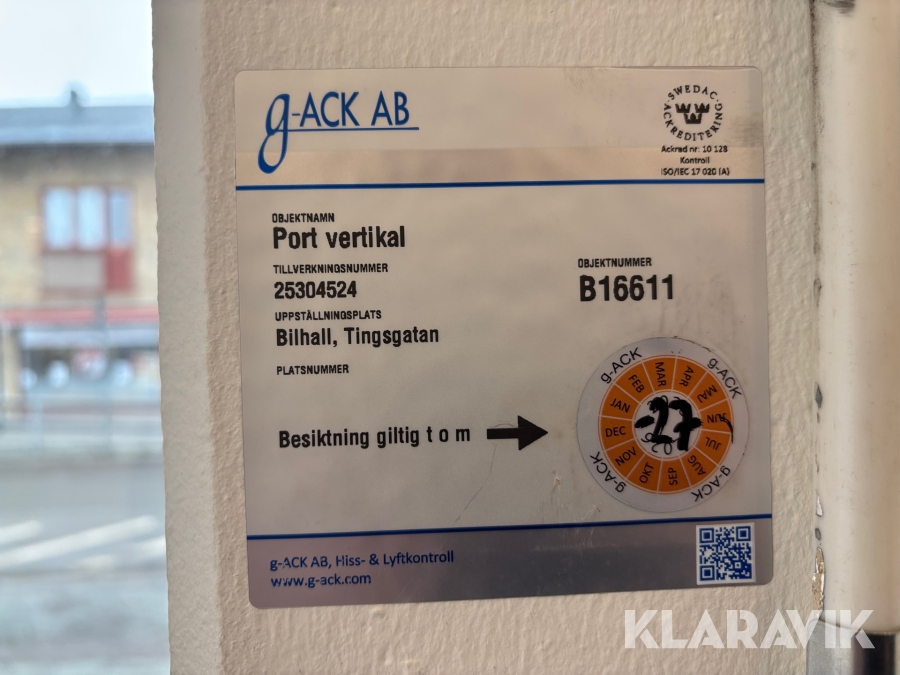 g-ACK AB
SWEDAC
ACKREDITERING
Ackred nr: 10 128
Kontroll
ISO/IEC 17 020 (A)
OBJEKTNAMN
Port vertikal
TILLVERKNINGSNUMMER
25304524
OBJEKTNUMMER
B16611
UPPSTÄLLNINGSPLATS
Bilhall, Tingsgatan
PLATSNUMMER
Besiktning giltig t o m
g-ACK
g-ACK
g-ACK
g-ACK
JAN
FEB
MAR
APR
MAJ
JUN
JUL
AUG
SEP
OKT
NOV
DEC
-27
g-ACK AB, Hiss- & Lyftkontroll
www.g-ack.com
KLARAVIK